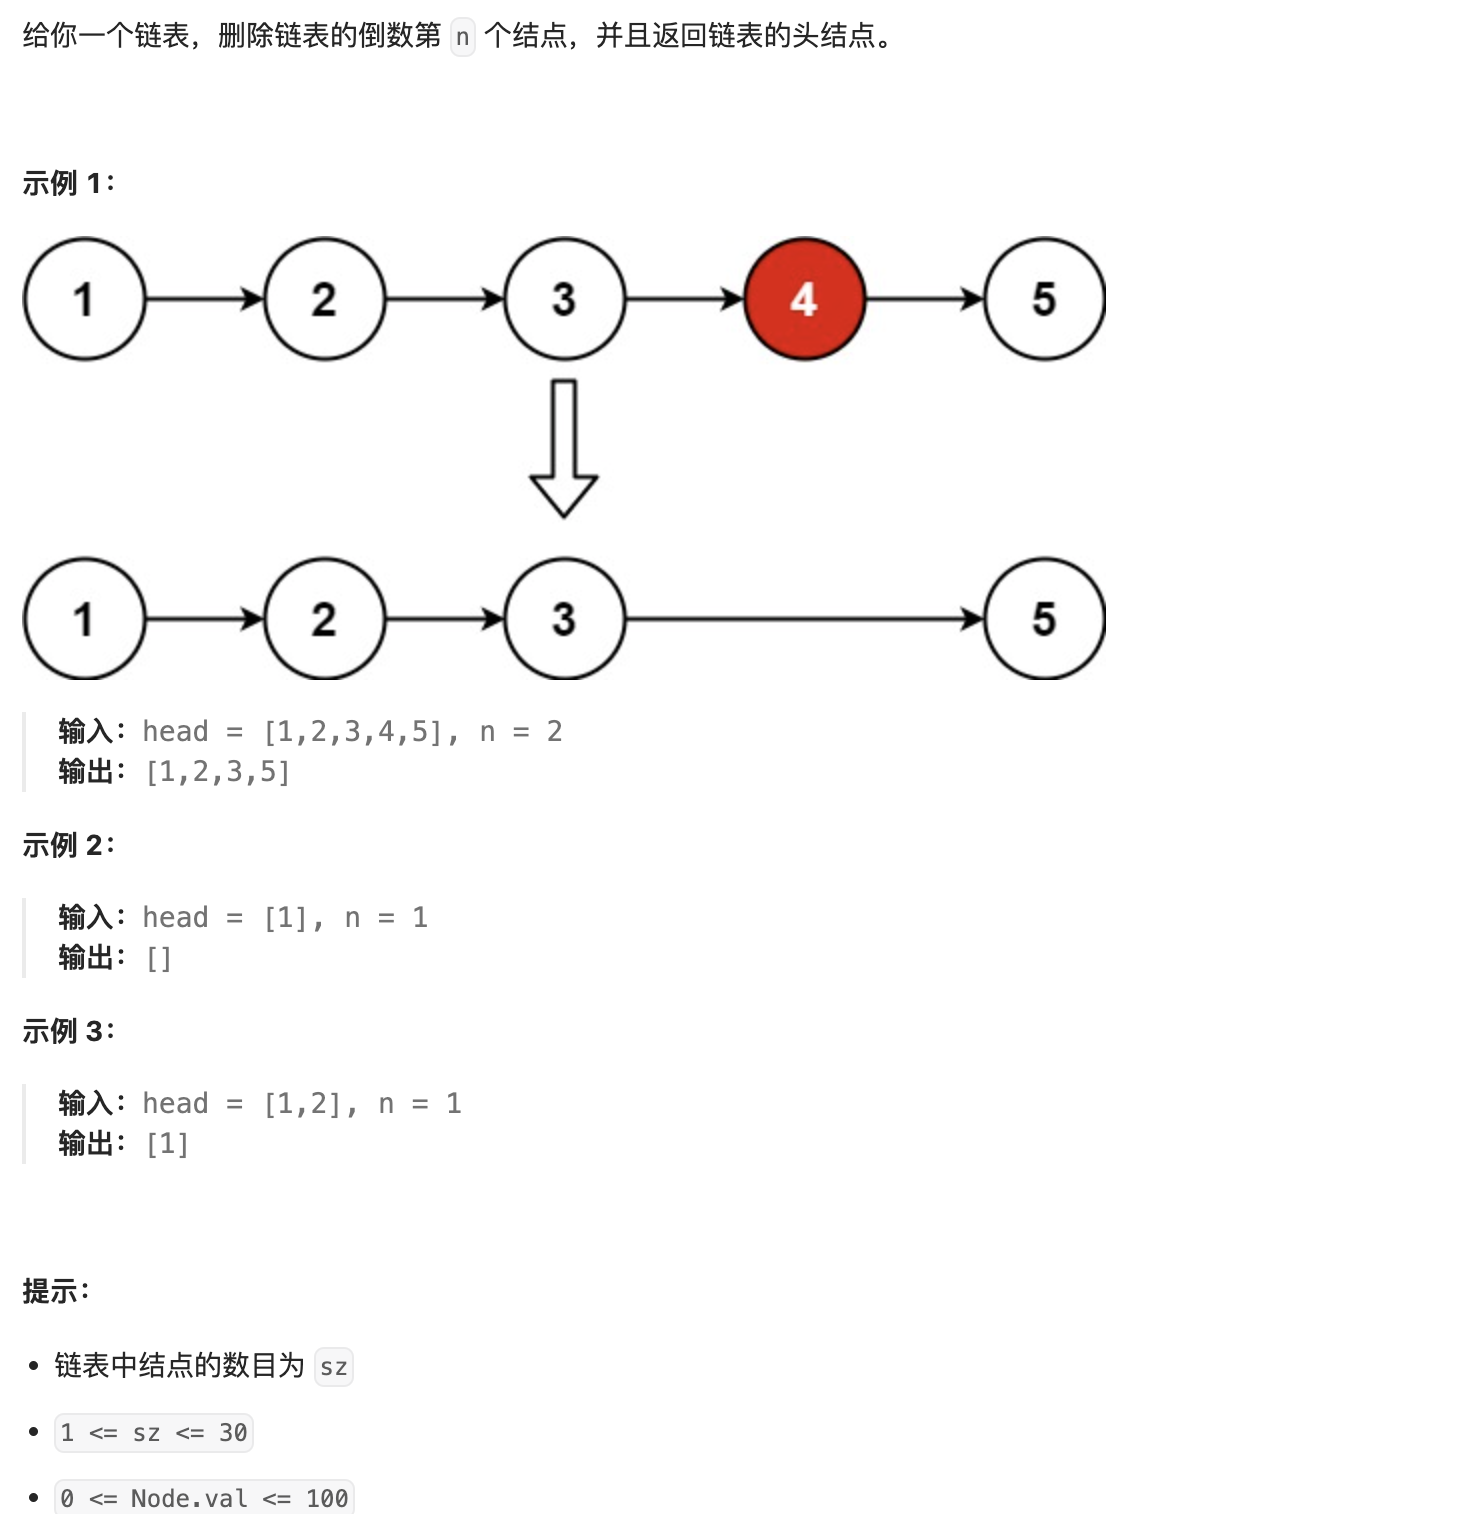 给你一个链表，删除链表的倒数第 n 个结点，并且返回链表的头结点。
示例 1：
1 2 3 4 5
1 2 3 5
输入：head = [1,2,3,4,5], n = 2
输出：[1,2,3,5]
示例 2：
输入：head = [1], n = 1
输出：[]
示例 3：
输入：head = [1,2], n = 1
输出：[1]
提示：
• 链表中结点的数目为 sz
• 1 <= sz <= 30
• 0 <= Node.val <= 100